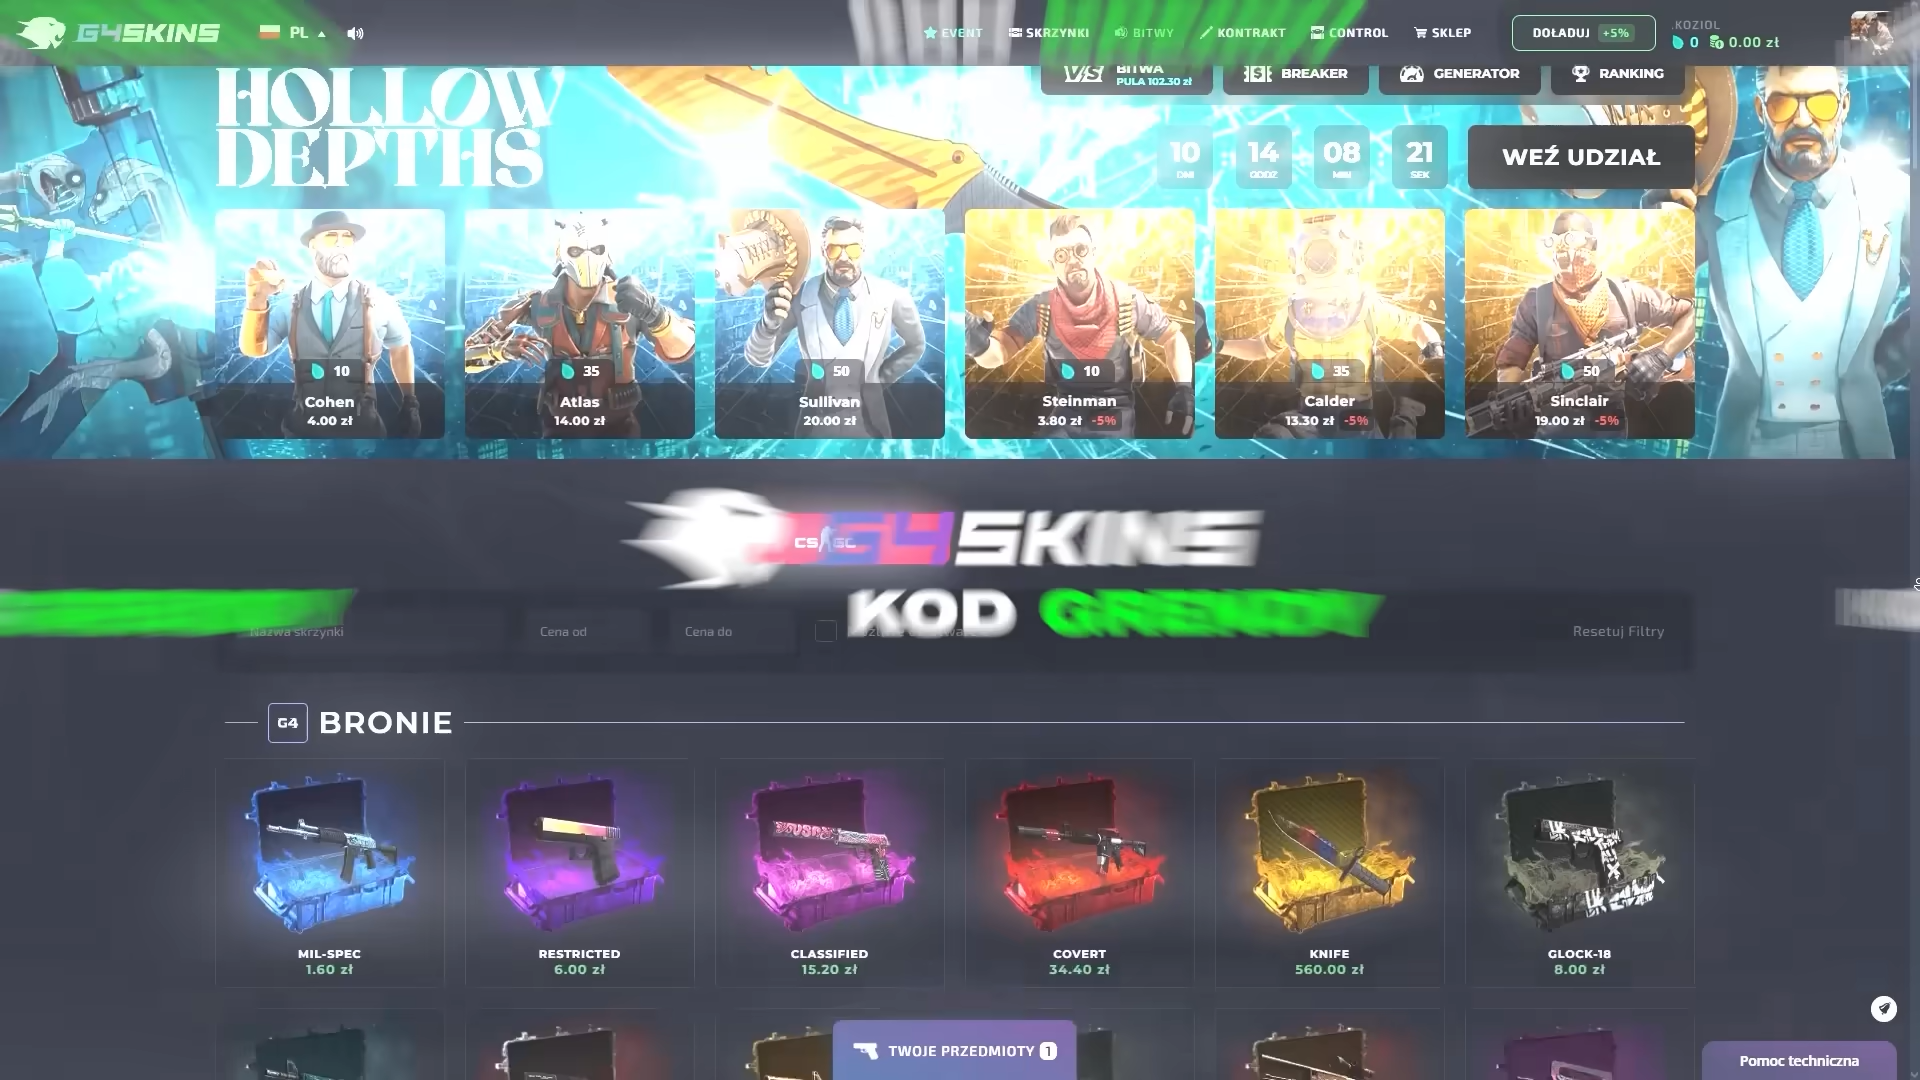 G4SKINS
PL
EVENT
SKRZYNKI
BITWY
KONTRAKT
CONTROL
SKLEP
DOŁADUJ +5%
.KOZIOL
0 0.00 zł
VS BITWA
PULA 102.30 zł
BREAKER
GENERATOR
RANKING
HOLLOW
DEPTHS
10 DNI
14 GODZ
08 MIN
21 SEK
WEŹ UDZIAŁ
10
Cohen
4.00 zł
35
Atlas
14.00 zł
50
Sullivan
20.00 zł
10
Steinman
3.80 zł -5%
35
Calder
13.30 zł -5%
50
Sinclair
19.00 zł -5%
G4SKINS
KOD
Nazwa skrzynki
Cena od
Cena do
Resetuj Filtry
G4 BRONIE
MIL-SPEC
1.60 zł
RESTRICTED
6.00 zł
CLASSIFIED
15.20 zł
COVERT
34.40 zł
KNIFE
560.00 zł
GLOCK-18
8.00 zł
TWOJE PRZEDMIOTY 1
Pomoc techniczna